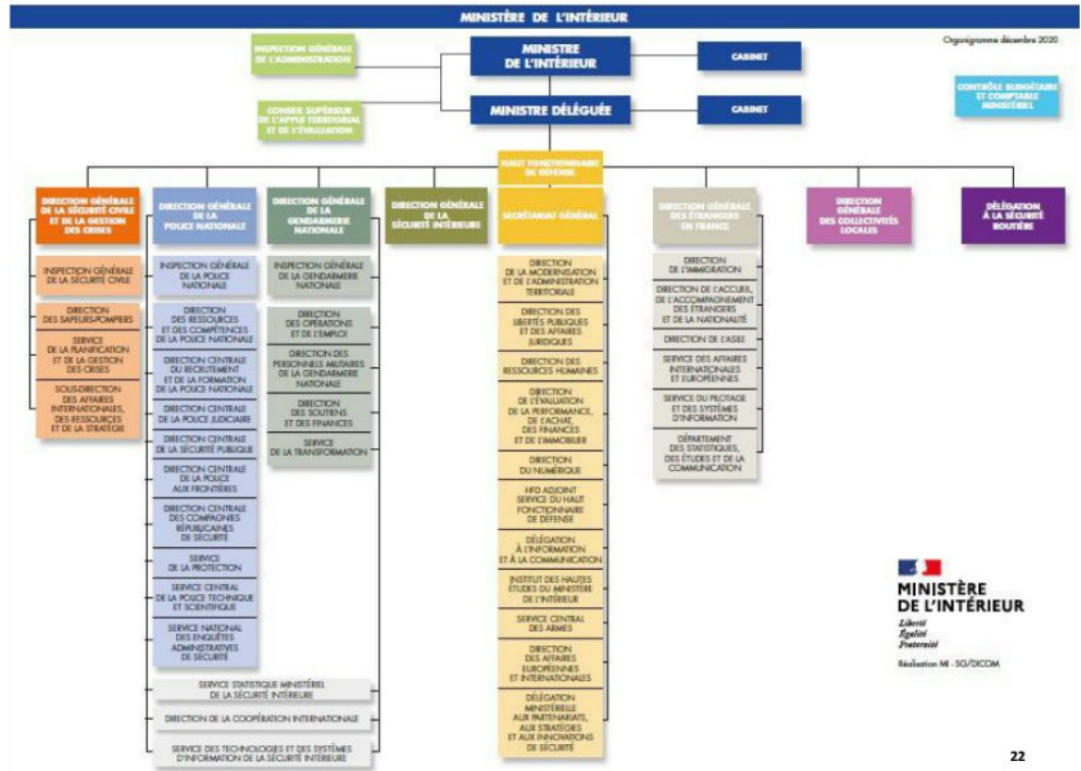 MINISTÈRE DE L'INTÉRIEUR
Organigramme décembre 2020
INSPECTION GÉNÉRALE
DE L'ADMINISTRATION
MINISTRE
DE L'INTÉRIEUR
CABINET
CONSEIL SUPÉRIEUR
DE L'APPUI TERRITORIAL
ET DE L'ÉVALUATION
MINISTRE DÉLÉGUÉE
CABINET
CONTRÔLE BUDGÉTAIRE
ET COMPTABLE
MINISTÉRIEL
HAUT FONCTIONNAIRE
DE DÉFENSE
DIRECTION GÉNÉRALE
DE LA SÉCURITÉ CIVILE
ET DE LA GESTION
DES CRISES
DIRECTION GÉNÉRALE
DE LA
POLICE NATIONALE
DIRECTION GÉNÉRALE
DE LA
GENDARMERIE
NATIONALE
DIRECTION GÉNÉRALE
DE LA
SÉCURITÉ INTÉRIEURE
SECRÉTARIAT GÉNÉRAL
DIRECTION GÉNÉRALE
DES ÉTRANGERS
EN FRANCE
DIRECTION
GÉNÉRALE
DES COLLECTIVITÉS
LOCALES
DÉLÉGATION
À LA SÉCURITÉ
ROUTIÈRE
INSPECTION GÉNÉRALE
DE LA SÉCURITÉ CIVILE
DIRECTION
DES SAPEURS-POMPIERS
SERVICE
DE LA PLANIFICATION
ET DE LA GESTION
DES CRISES
SOUS-DIRECTION
DES AFFAIRES
INTERNATIONALES,
DES RESSOURCES
ET DE LA STRATÉGIE
INSPECTION GÉNÉRALE
DE LA POLICE
NATIONALE
DIRECTION
DES RESSOURCES
ET DES COMPÉTENCES
DE LA POLICE NATIONALE
DIRECTION CENTRALE
DU RECRUTEMENT
ET DE LA FORMATION
DE LA POLICE NATIONALE
DIRECTION CENTRALE
DE LA POLICE JUDICIAIRE
DIRECTION CENTRALE
DE LA SÉCURITÉ PUBLIQUE
DIRECTION CENTRALE
DE LA POLICE
AUX FRONTIÈRES
DIRECTION CENTRALE
DES COMPAGNIES
RÉPUBLICAINES
DE SÉCURITÉ
SERVICE
DE LA PROTECTION
SERVICE CENTRAL
DE LA POLICE TECHNIQUE
ET SCIENTIFIQUE
SERVICE NATIONAL
DES ENQUÊTES
ADMINISTRATIVES
DE SÉCURITÉ
INSPECTION GÉNÉRALE
DE LA GENDARMERIE
NATIONALE
DIRECTION
DES OPÉRATIONS
ET DE L'EMPLOI
DIRECTION DES
PERSONNELS MILITAIRES
DE LA GENDARMERIE
NATIONALE
DIRECTION
DES SOUTIENS
ET DES FINANCES
SERVICE
DE LA TRANSFORMATION
SERVICE STATISTIQUE MINISTÉRIEL
DE LA SÉCURITÉ INTÉRIEURE
DIRECTION DE LA COOPÉRATION INTERNATIONALE
SERVICE DES TECHNOLOGIES ET DES SYSTÈMES
D'INFORMATION DE LA SÉCURITÉ INTÉRIEURE
DIRECTION
DE LA MODERNISATION
ET DE L'ADMINISTRATION
TERRITORIALE
DIRECTION DES
LIBERTÉS PUBLIQUES
ET DES AFFAIRES
JURIDIQUES
DIRECTION DES
RESSOURCES HUMAINES
DIRECTION
DE L'ÉVALUATION
DE LA PERFORMANCE,
DE L'ACHAT,
DES FINANCES
ET DE L'IMMOBILIER
DIRECTION
DU NUMÉRIQUE
HFD ADJOINT
SERVICE DU HAUT
FONCTIONNAIRE
DE DÉFENSE
DÉLÉGATION
À L'INFORMATION
ET À LA COMMUNICATION
INSTITUT DES HAUTES
ÉTUDES DU MINISTÈRE
DE L'INTÉRIEUR
SERVICE CENTRAL
DES ARMES
DIRECTION
DES AFFAIRES
EUROPÉENNES
ET INTERNATIONALES
DÉLÉGATION
MINISTÉRIELLE
AUX PARTENARIATS,
AUX STRATÉGIES
ET AUX INNOVATIONS
DE SÉCURITÉ
DIRECTION
DE L'IMMIGRATION
DIRECTION DE L'ACCUEIL,
DE L'ACCOMPAGNEMENT
DES ÉTRANGERS
ET DE LA NATIONALITÉ
DIRECTION DE L'ASILE
SERVICE DES AFFAIRES
INTERNATIONALES
ET EUROPÉENNES
SERVICE DU PILOTAGE
ET DES SYSTÈMES
D'INFORMATION
DÉPARTEMENT
DES STATISTIQUES,
DES ÉTUDES ET DE LA
COMMUNICATION
MINISTÈRE
DE L'INTÉRIEUR
Liberté
Égalité
Fraternité
Réalisation MI - SG/DICOM
22